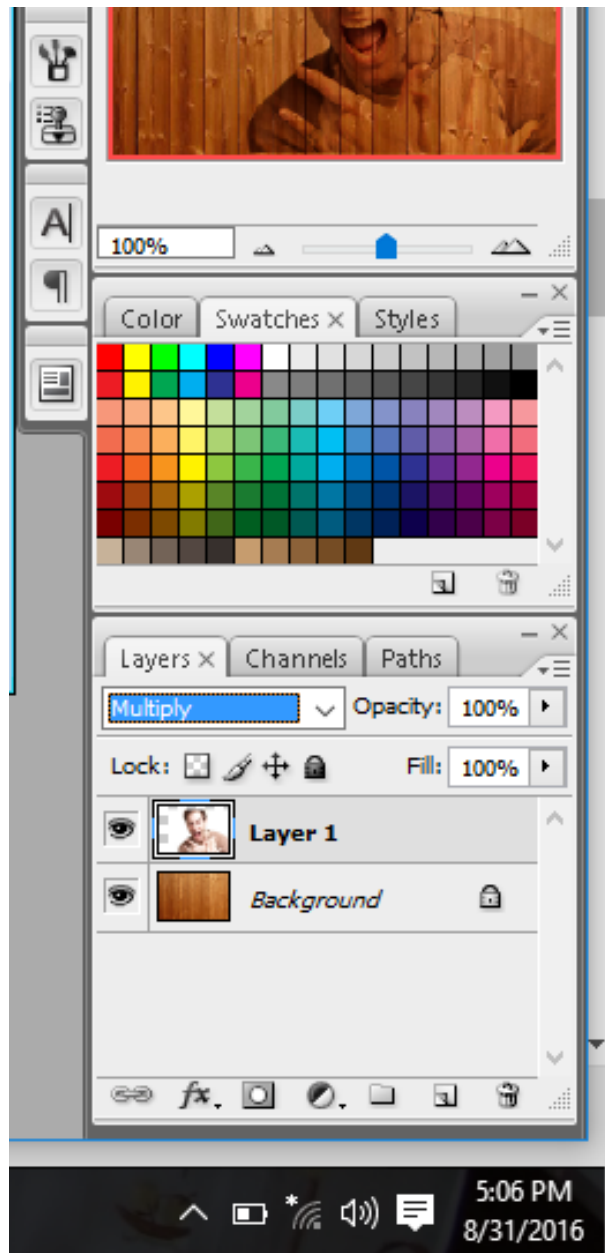 A
¶
100%
Color Swatches × Styles
Layers × Channels Paths
Multiply Opacity: 100%
Lock: Fill: 100%
Layer 1
Background
fx.
5:06 PM
8/31/2016